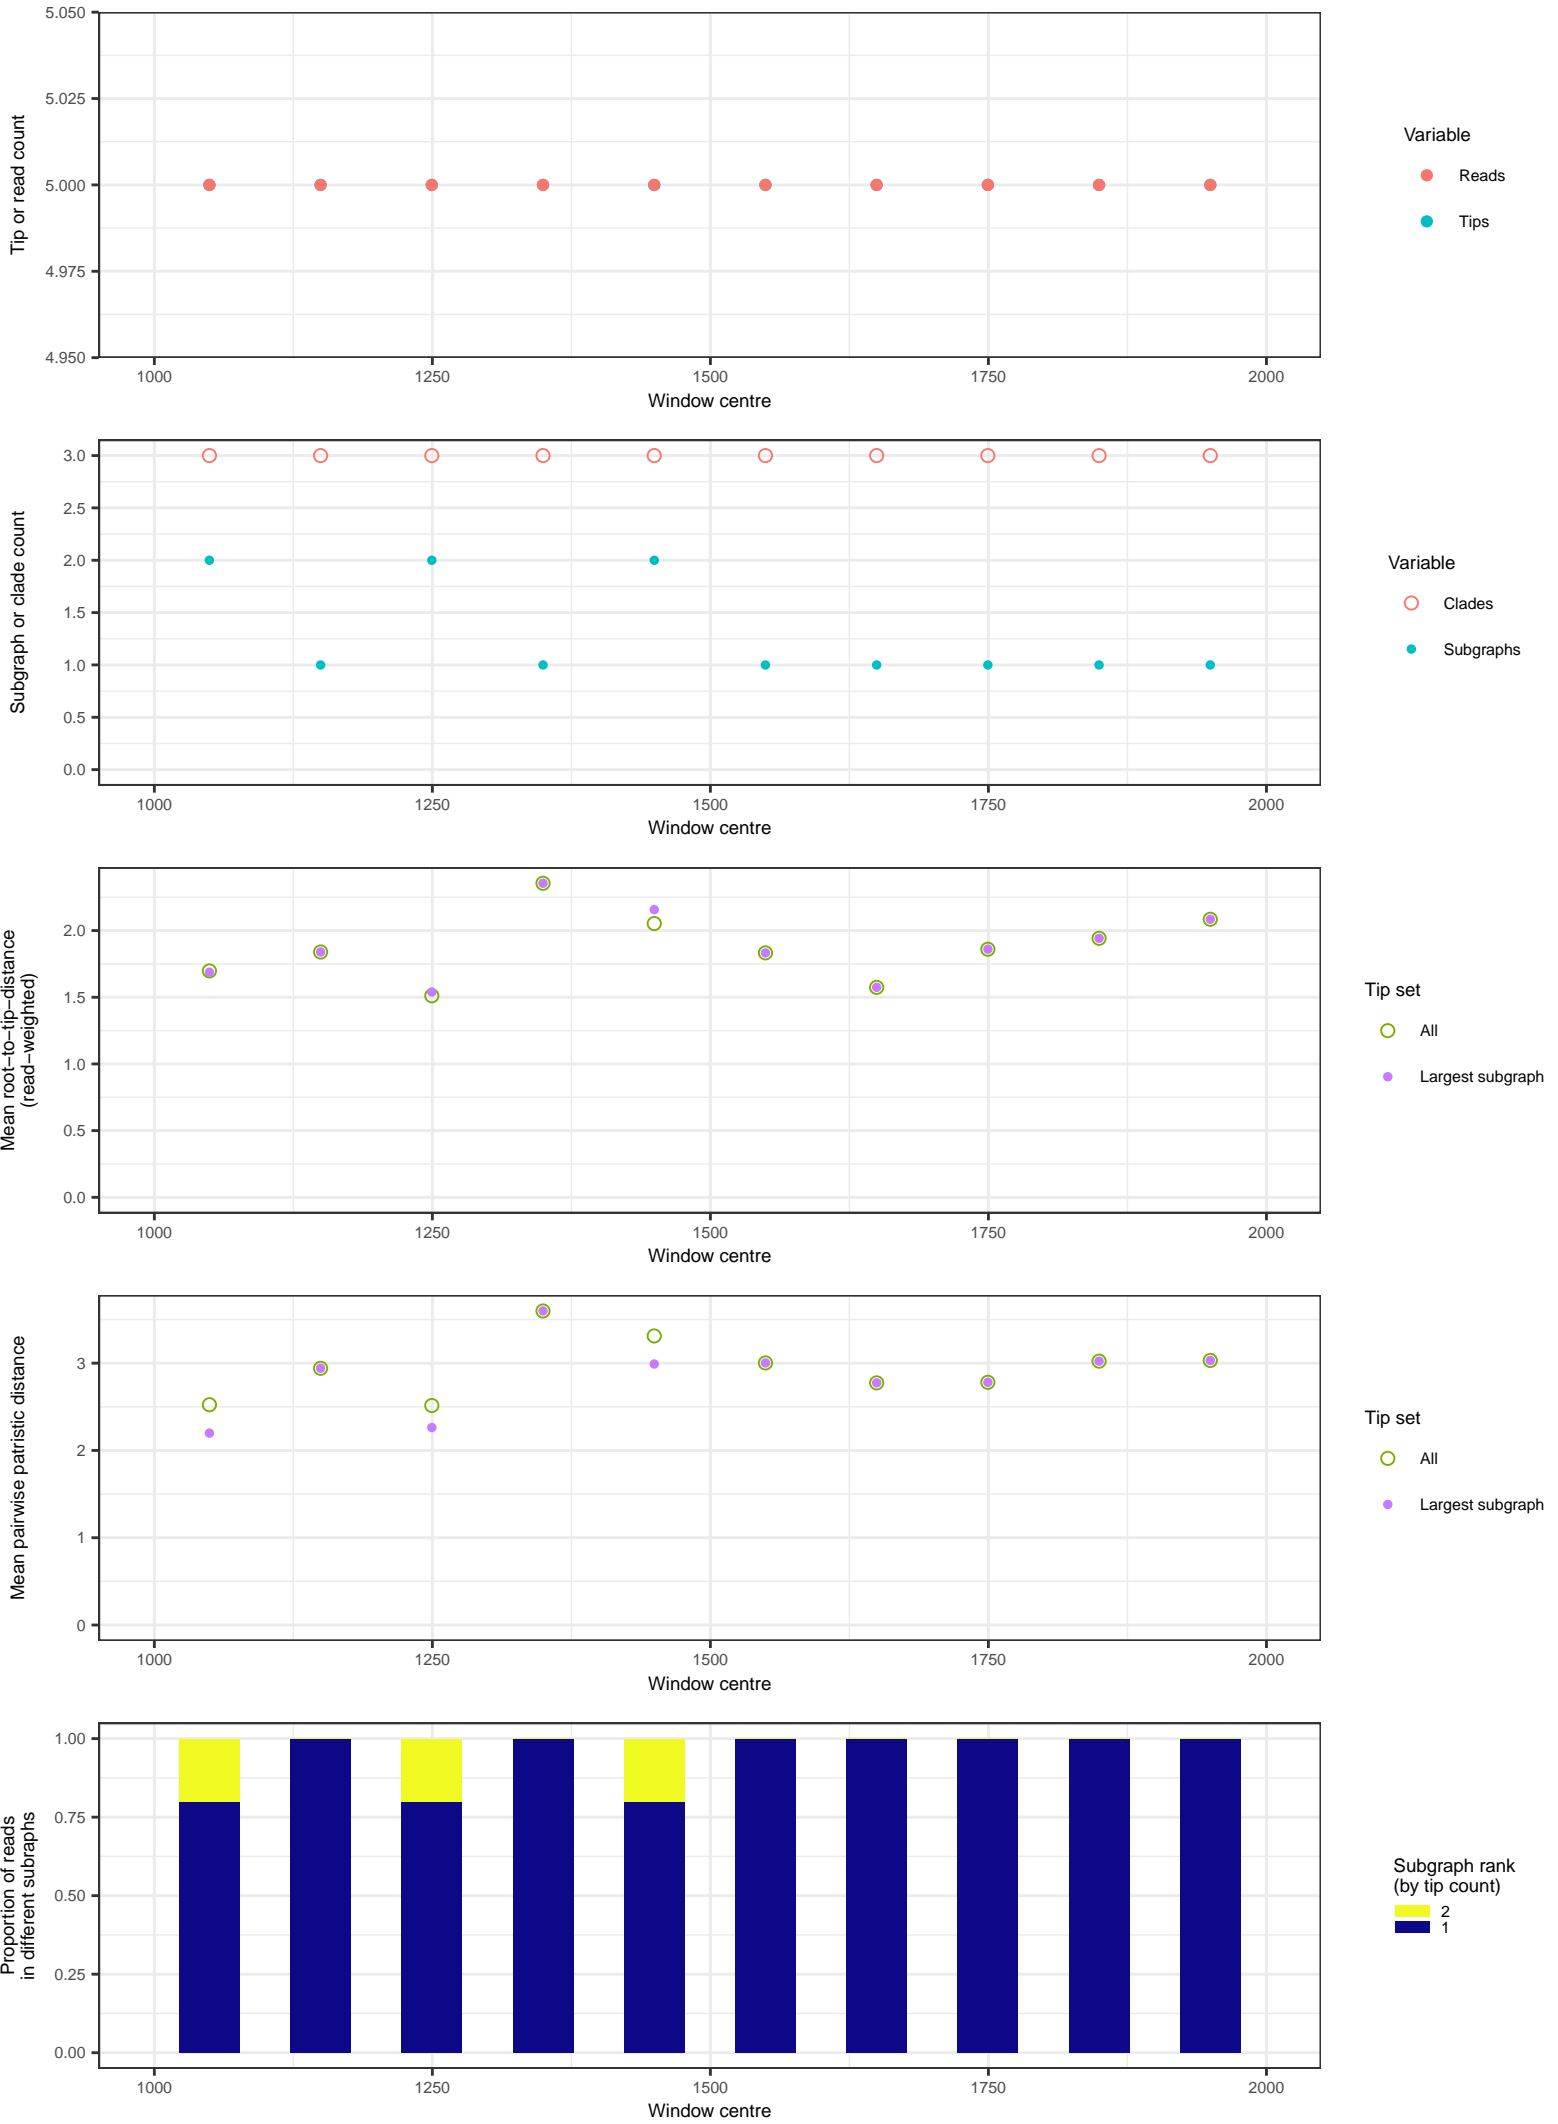 5.050
5.025
5.000
4.975
4.950
Tip or read count
1000 1250 1500 1750 2000
Window centre
Variable
Reads
Tips
3.0
2.5
2.0
1.5
1.0
0.5
0.0
Subgraph or clade count
1000 1250 1500 1750 2000
Window centre
Variable
Clades
Subgraphs
2.0
1.5
1.0
0.5
0.0
Mean root−to−tip−distance
(read−weighted)
1000 1250 1500 1750 2000
Window centre
Tip set
All
Largest subgraph
3
2
1
0
Mean pairwise patristic distance
1000 1250 1500 1750 2000
Window centre
Tip set
All
Largest subgraph
1.00
0.75
0.50
0.25
0.00
Proportion of reads
in different subraphs
1000 1250 1500 1750 2000
Window centre
Subgraph rank
(by tip count)
2
1